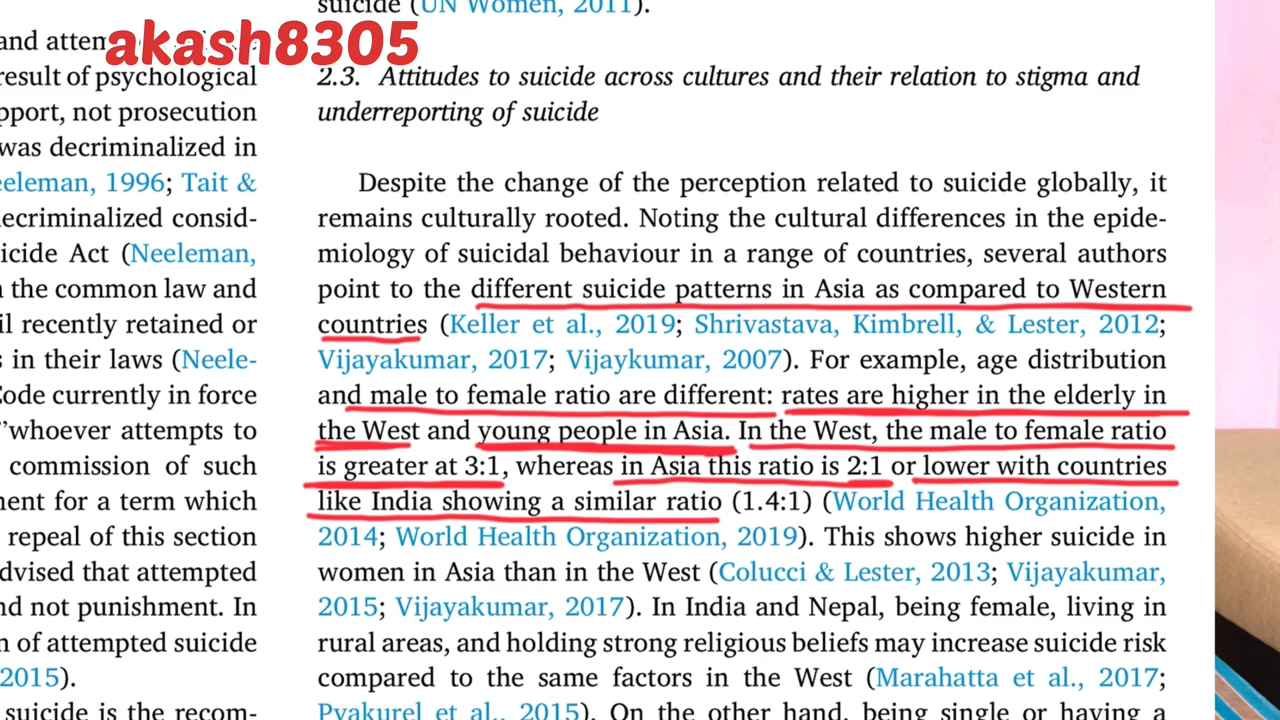 akash8305
and atten
result of psychological
pport, not prosecution
was decriminalized in
eeleman, 1996; Tait &
ecriminalized consid-
icide Act (Neeleman,
n the common law and
il recently retained or
s in their laws (Neele-
Code currently in force
"whoever attempts to
commission of such
ment for a term which
repeal of this section
dvised that attempted
nd not punishment. In
n of attempted suicide
2015).
suicide is the recom-
suicide (UN Women, 2011).
2.3. Attitudes to suicide across cultures and their relation to stigma and
underreporting of suicide
Despite the change of the perception related to suicide globally, it
remains culturally rooted. Noting the cultural differences in the epide-
miology of suicidal behaviour in a range of countries, several authors
point to the different suicide patterns in Asia as compared to Western
countries (Keller et al., 2019; Shrivastava, Kimbrell, & Lester, 2012;
Vijayakumar, 2017; Vijaykumar, 2007). For example, age distribution
and male to female ratio are different: rates are higher in the elderly in
the West and young people in Asia. In the West, the male to female ratio
is greater at 3:1, whereas in Asia this ratio is 2:1 or lower with countries
like India showing a similar ratio (1.4:1) (World Health Organization,
2014; World Health Organization, 2019). This shows higher suicide in
women in Asia than in the West (Colucci & Lester, 2013; Vijayakumar,
2015; Vijayakumar, 2017). In India and Nepal, being female, living in
rural areas, and holding strong religious beliefs may increase suicide risk
compared to the same factors in the West (Marahatta et al., 2017;
Pyakurel et al., 2015). On the other hand, being single or having a